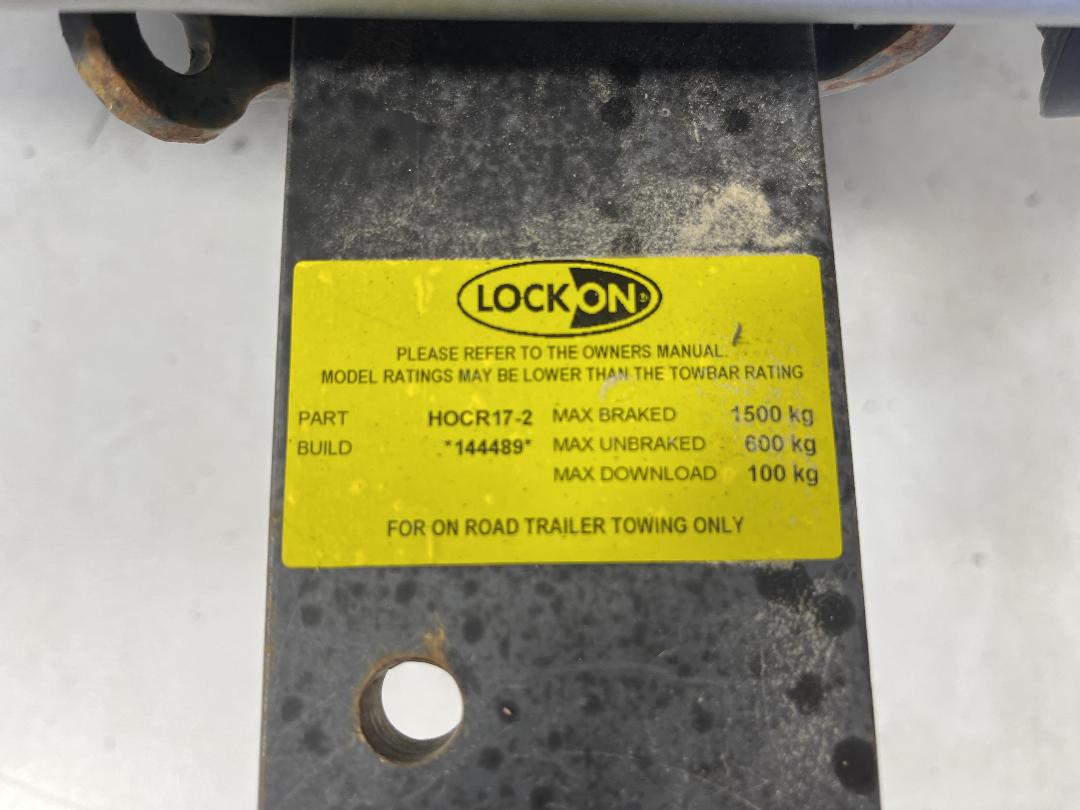 LOCK ON ®
PLEASE REFER TO THE OWNERS MANUAL.
MODEL RATINGS MAY BE LOWER THAN THE TOWBAR RATING
PART HOCR17-2 MAX BRAKED 1500 kg
BUILD *144489* MAX UNBRAKED 600 kg
MAX DOWNLOAD 100 kg
FOR ON ROAD TRAILER TOWING ONLY